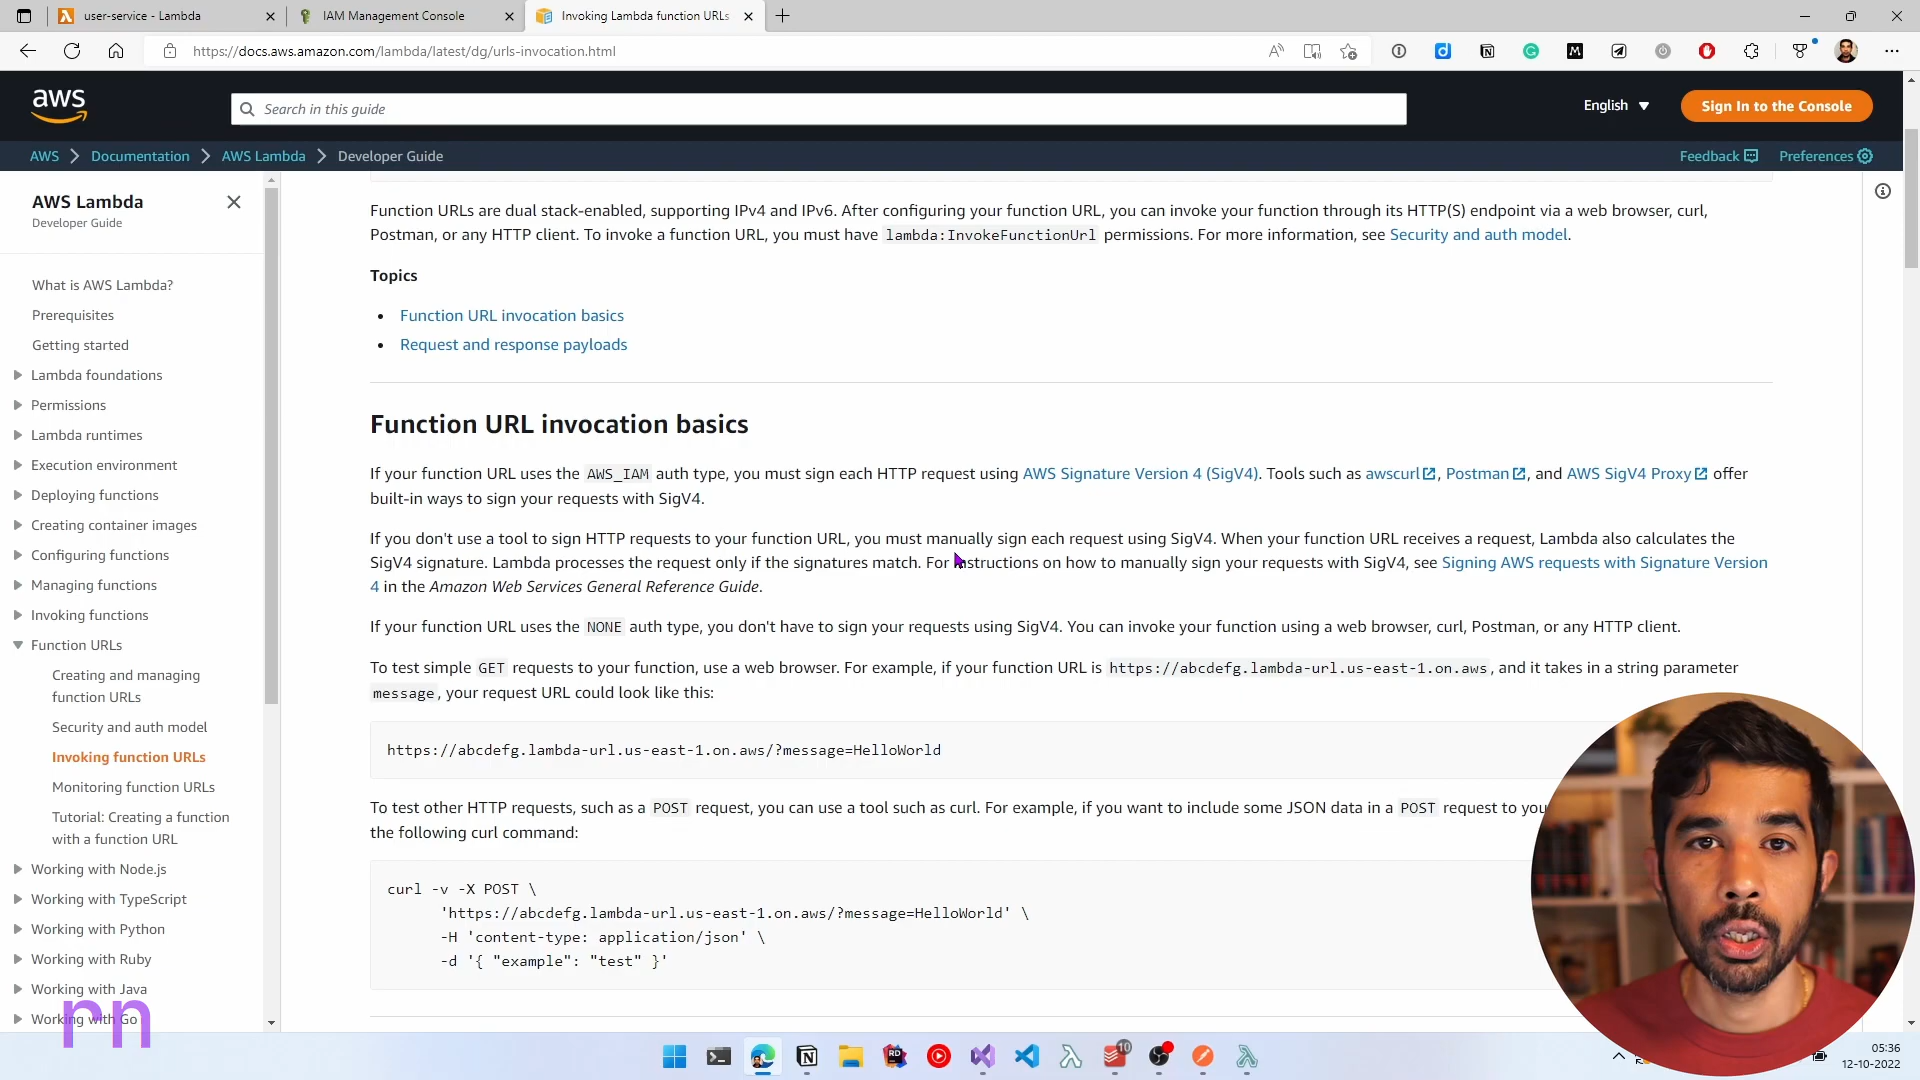 user-service - Lambda
IAM Management Console
Invoking Lambda function URLs
https://docs.aws.amazon.com/lambda/latest/dg/urls-invocation.html
aws
Search in this guide
English
Sign In to the Console
AWS
Documentation
AWS Lambda
Developer Guide
Feedback
Preferences
AWS Lambda
Developer Guide
What is AWS Lambda?
Prerequisites
Getting started
Lambda foundations
Permissions
Lambda runtimes
Execution environment
Deploying functions
Creating container images
Configuring functions
Managing functions
Invoking functions
Function URLs
Creating and managing
function URLs
Security and auth model
Invoking function URLs
Monitoring function URLs
Tutorial: Creating a function
with a function URL
Working with Node.js
Working with TypeScript
Working with Python
Working with Ruby
Working with Java
Working with Go
rn
Function URLs are dual stack-enabled, supporting IPv4 and IPv6. After configuring your function URL, you can invoke your function through its HTTP(S) endpoint via a web browser, curl,
Postman, or any HTTP client. To invoke a function URL, you must have lambda:InvokeFunctionUrl permissions. For more information, see Security and auth model.
Topics
Function URL invocation basics
Request and response payloads
Function URL invocation basics
If your function URL uses the AWS_IAM auth type, you must sign each HTTP request using AWS Signature Version 4 (SigV4). Tools such as awscurl, Postman, and AWS SigV4 Proxy offer
built-in ways to sign your requests with SigV4.
If you don't use a tool to sign HTTP requests to your function URL, you must manually sign each request using SigV4. When your function URL receives a request, Lambda also calculates the
SigV4 signature. Lambda processes the request only if the signatures match. For instructions on how to manually sign your requests with SigV4, see Signing AWS requests with Signature Version
4 in the Amazon Web Services General Reference Guide.
If your function URL uses the NONE auth type, you don't have to sign your requests using SigV4. You can invoke your function using a web browser, curl, Postman, or any HTTP client.
To test simple GET requests to your function, use a web browser. For example, if your function URL is https://abcdefg.lambda-url.us-east-1.on.aws, and it takes in a string parameter
message, your request URL could look like this:
https://abcdefg.lambda-url.us-east-1.on.aws/?message=HelloWorld
To test other HTTP requests, such as a POST request, you can use a tool such as curl. For example, if you want to include some JSON data in a POST request to you
the following curl command:
curl -v -X POST \
'https://abcdefg.lambda-url.us-east-1.on.aws/?message=HelloWorld' \
-H 'content-type: application/json' \
-d '{ "example": "test" }'
10
05:36
12-10-2022